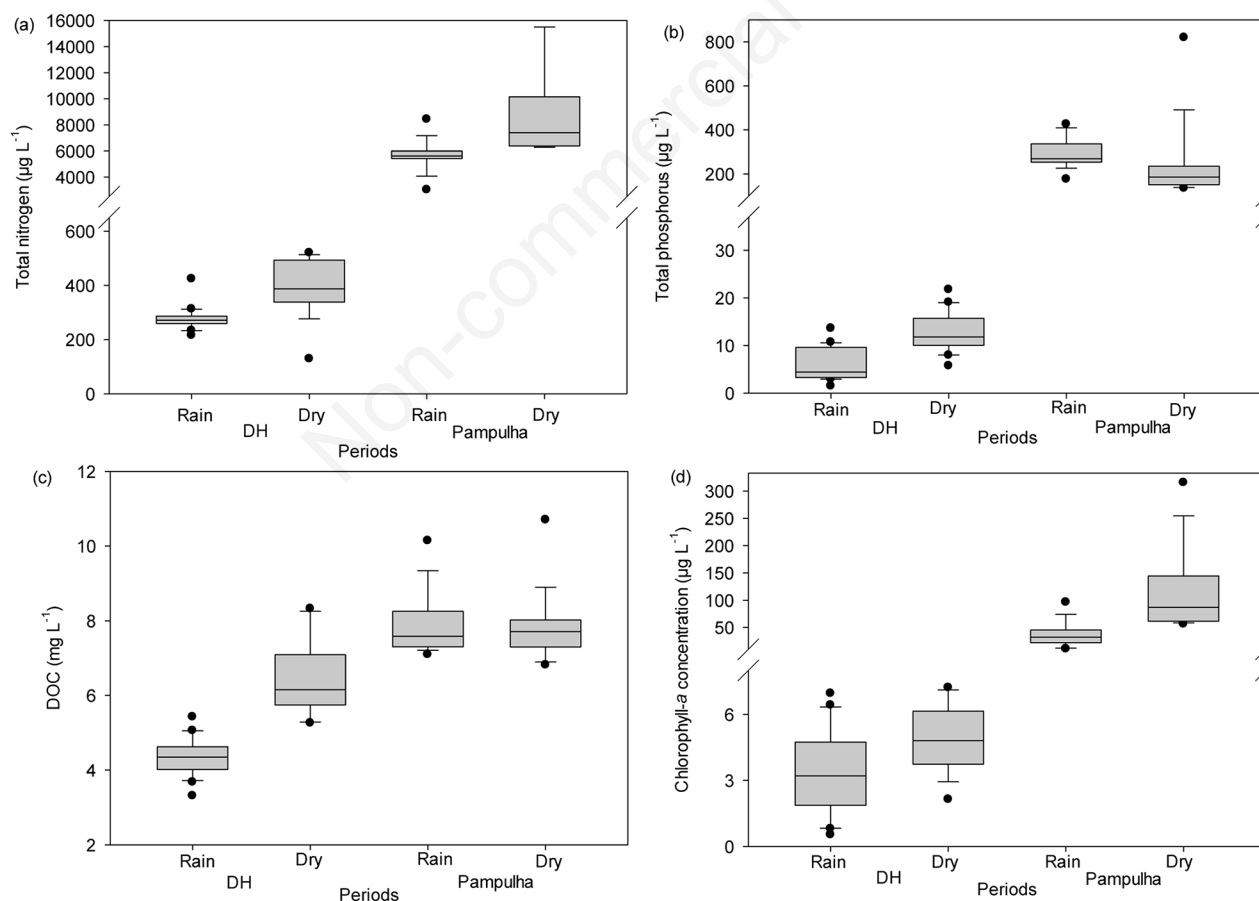 (a)
16000
14000
12000
10000
8000
6000
4000
600
400
200
0
Total nitrogen (µg L⁻¹)
Rain Dry Rain Dry
DH Pampulha
Periods
(b)
800
600
400
200
30
20
10
0
Total phosphorus (µg L⁻¹)
Rain Dry Rain Dry
DH Pampulha
Periods
(c)
12
10
8
6
4
2
DOC (mg L⁻¹)
Rain Dry Rain Dry
DH Pampulha
Periods
(d)
300
250
200
150
100
50
6
3
0
Chlorophyll-a concentration (µg L⁻¹)
Rain Dry Rain Dry
DH Pampulha
Periods
Non-commercial